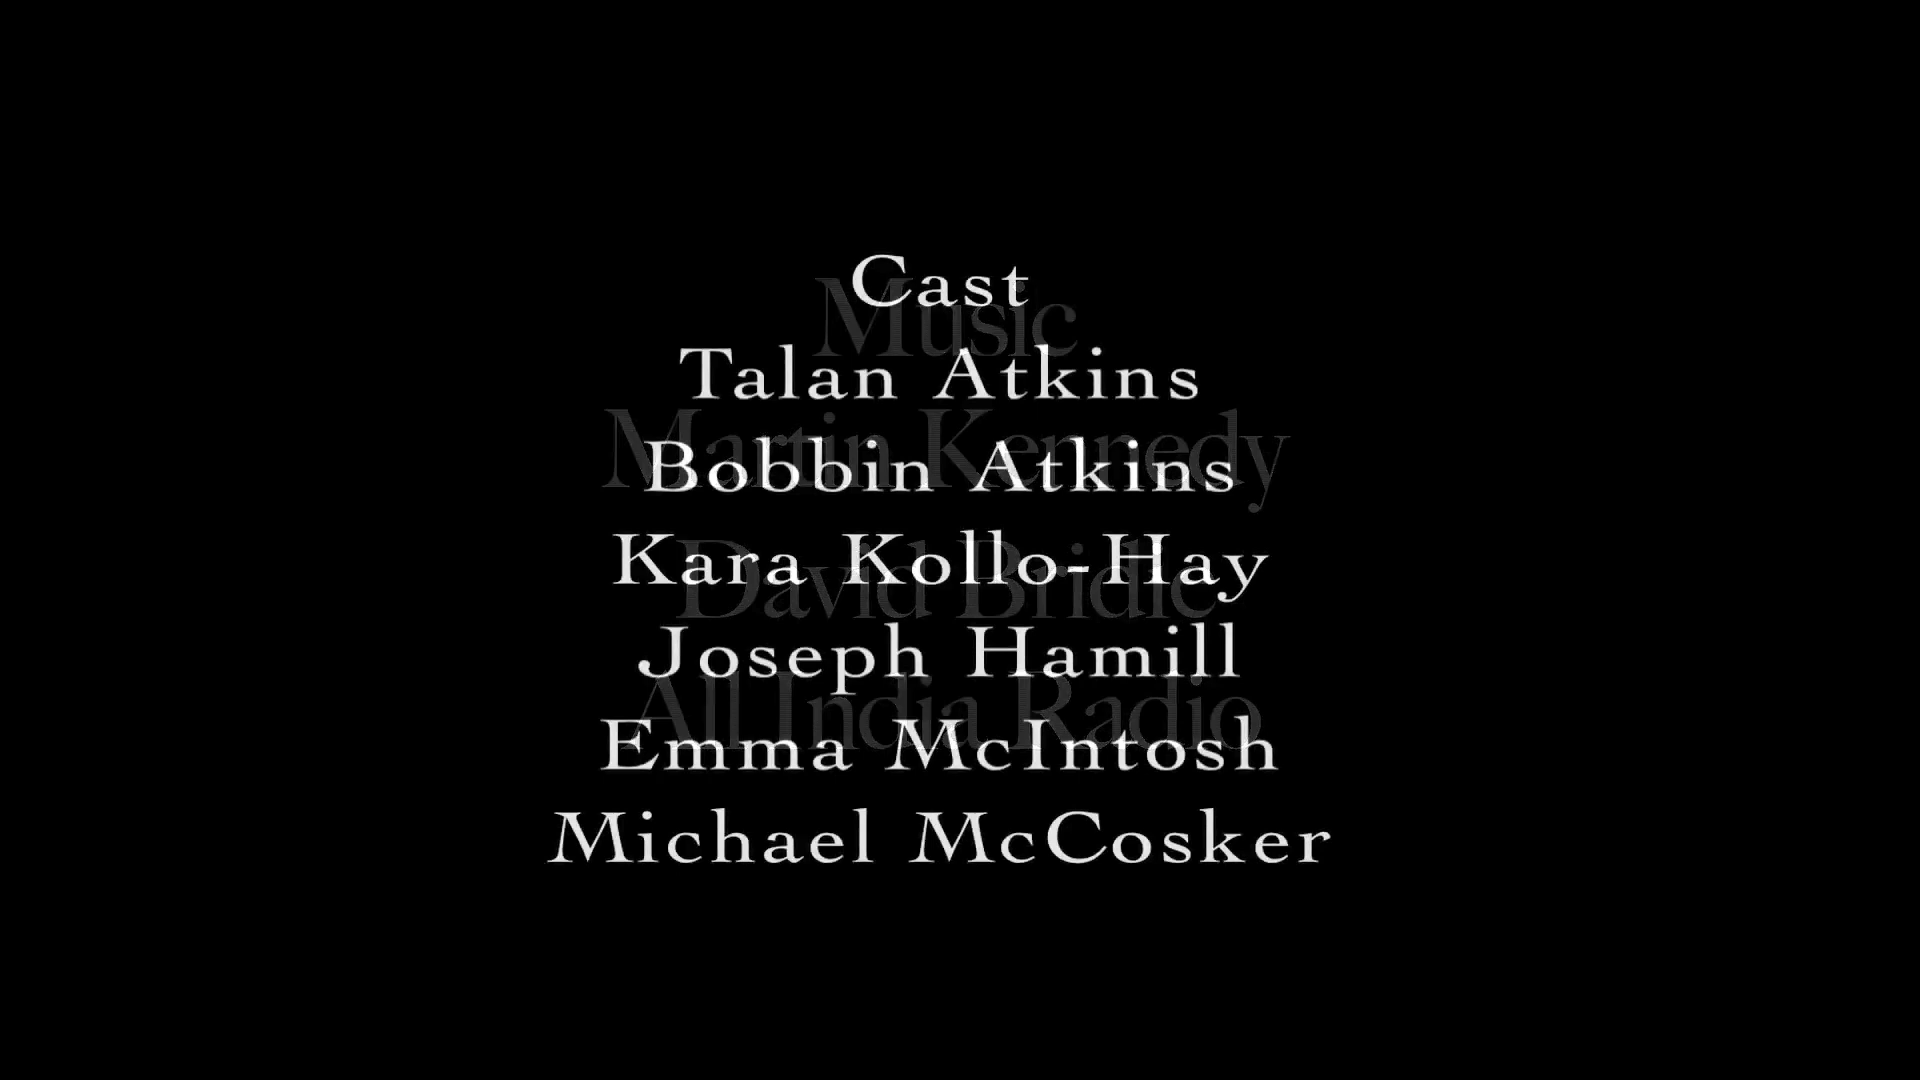 Cast
Music
Talan Atkins
Martin Kennedy
Bobbin Atkins
Kara Kollo-Hay
David Bridie
Joseph Hamill
All India Radio
Emma McIntosh
Michael McCosker